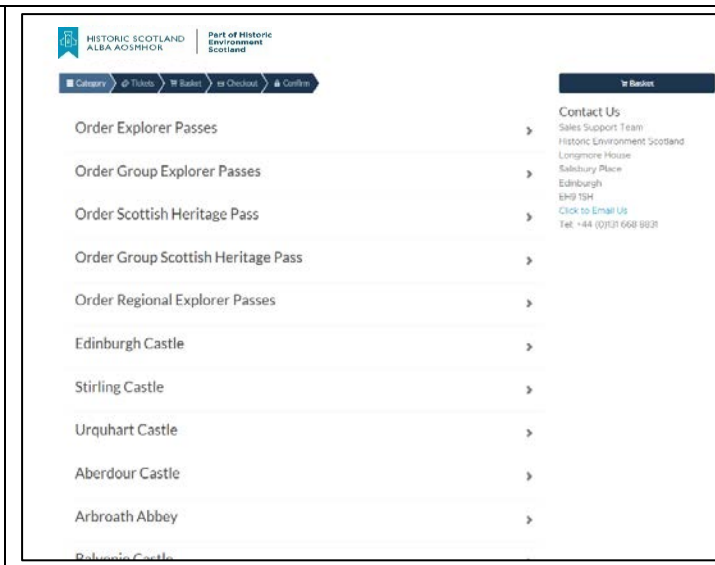 HISTORIC SCOTLAND
ALBA AOSMHOR
Part of Historic
Environment
Scotland
Category
Tickets
Basket
Checkout
Confirm
Order Explorer Passes
Order Group Explorer Passes
Order Scottish Heritage Pass
Order Group Scottish Heritage Pass
Order Regional Explorer Passes
Edinburgh Castle
Stirling Castle
Urquhart Castle
Aberdour Castle
Arbroath Abbey
Balvenie Castle
Basket
Contact Us
Sales Support Team
Historic Environment Scotland
Longmore House
Salisbury Place
Edinburgh
EH9 1SH
Click to Email Us
Tel: +44 (0)131 668 8831